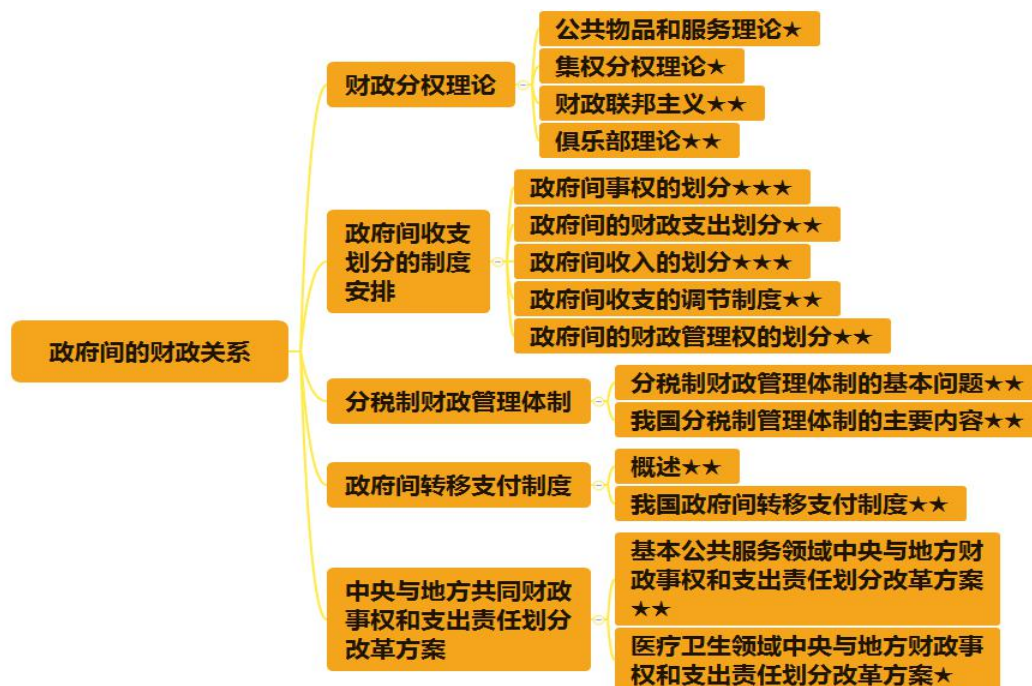 政府间的财政关系
财政分权理论
公共物品和服务理论★
集权分权理论★
财政联邦主义★★
俱乐部理论★★
政府间收支
划分的制度
安排
政府间事权的划分★★★
政府间的财政支出划分★★
政府间收入的划分★★★
政府间收支的调节制度★★
政府间的财政管理权的划分★★
分税制财政管理体制
分税制财政管理体制的基本问题★★
我国分税制管理体制的主要内容★★
政府间转移支付制度
概述★★
我国政府间转移支付制度★★
中央与地方共同财政
事权和支出责任划分
改革方案
基本公共服务领域中央与地方财
政事权和支出责任划分改革方案
★★
医疗卫生领域中央与地方财政事
权和支出责任划分改革方案★